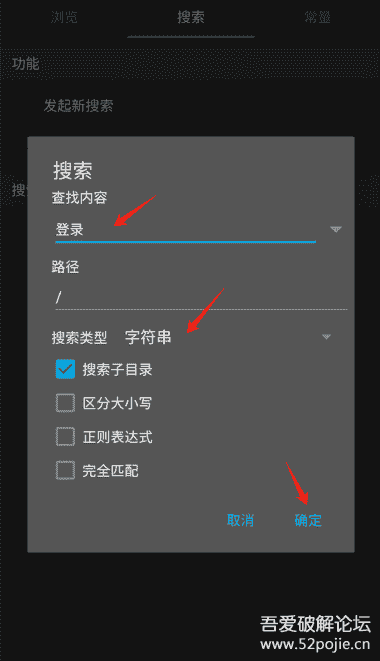 浏览 搜索 常量
功能
发起新搜索
搜
搜索
查找内容
登录
路径
/
搜索类型 字符串
搜索子目录
区分大小写
正则表达式
完全匹配
取消 确定
吾爱破解论坛
www.52pojie.cn